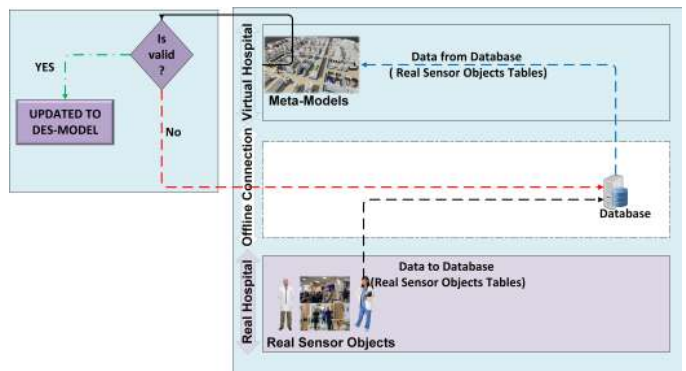 Is
valid
?
YES
UPDATED TO
DES-MODEL
No
Virtual Hospital
Data from Database
( Real Sensor Objects Tables)
Meta-Models
Offline Connection
Database
Real Hospital
Data to Database
(Real Sensor Objects Tables)
Real Sensor Objects